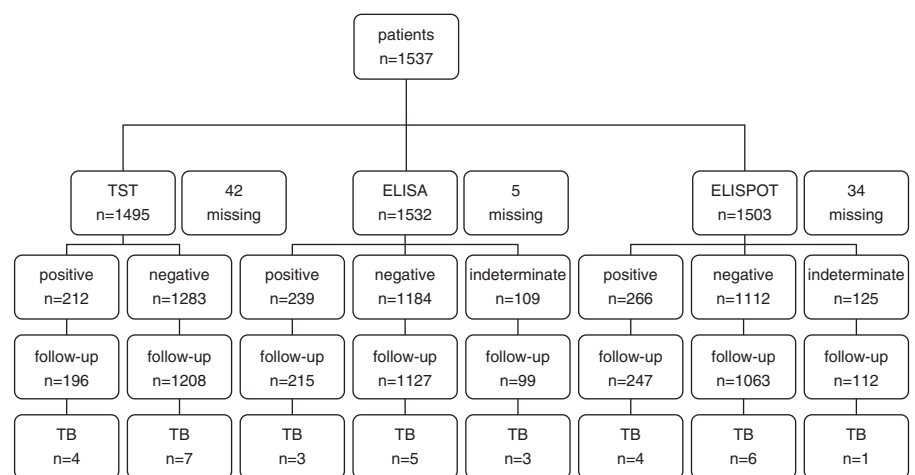 patients
n=1537
TST
n=1495
42
missing
ELISA
n=1532
5
missing
ELISPOT
n=1503
34
missing
positive
n=212
negative
n=1283
positive
n=239
negative
n=1184
indeterminate
n=109
positive
n=266
negative
n=1112
indeterminate
n=125
follow-up
n=196
follow-up
n=1208
follow-up
n=215
follow-up
n=1127
follow-up
n=99
follow-up
n=247
follow-up
n=1063
follow-up
n=112
TB
n=4
TB
n=7
TB
n=3
TB
n=5
TB
n=3
TB
n=4
TB
n=6
TB
n=1